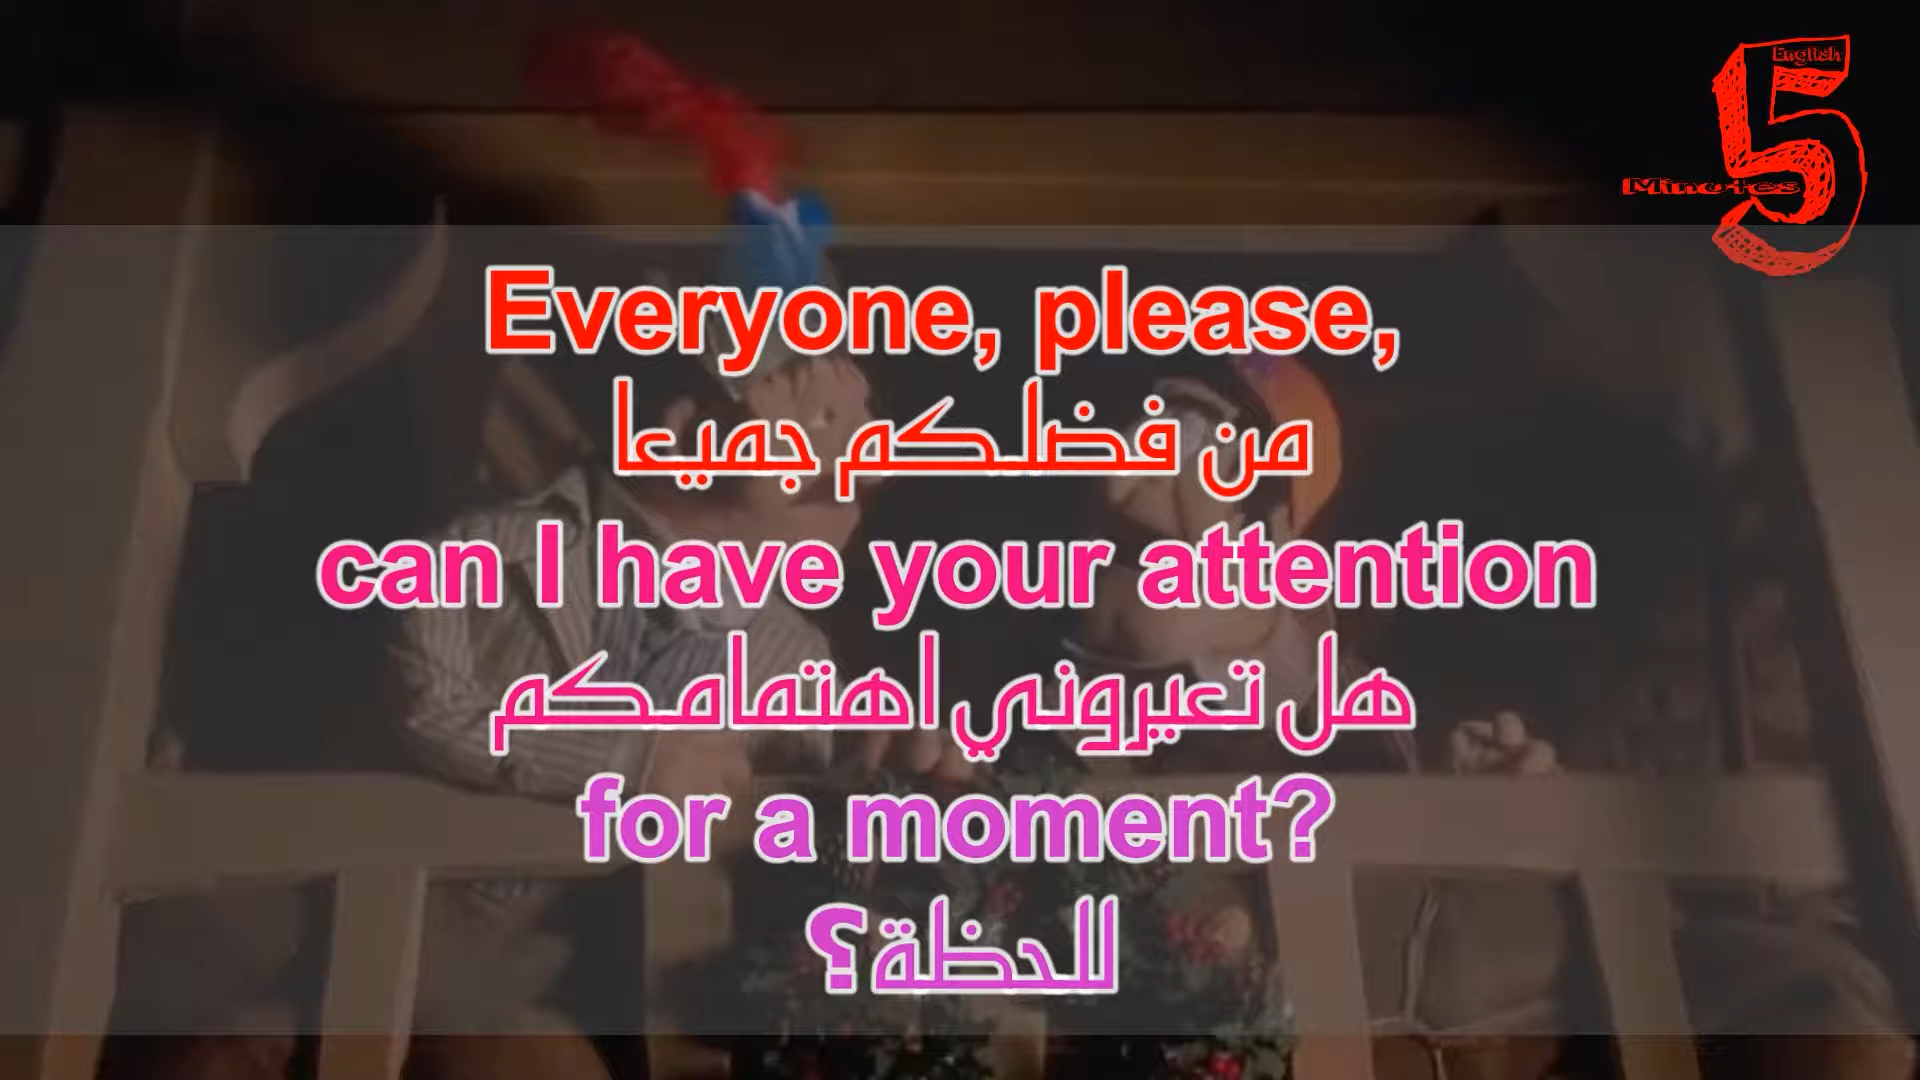 English
5
Minutes
Everyone, please,
من فضلكم جميعا
can I have your attention
هل تعيروني اهتمامكم
for a moment?
للحظة؟